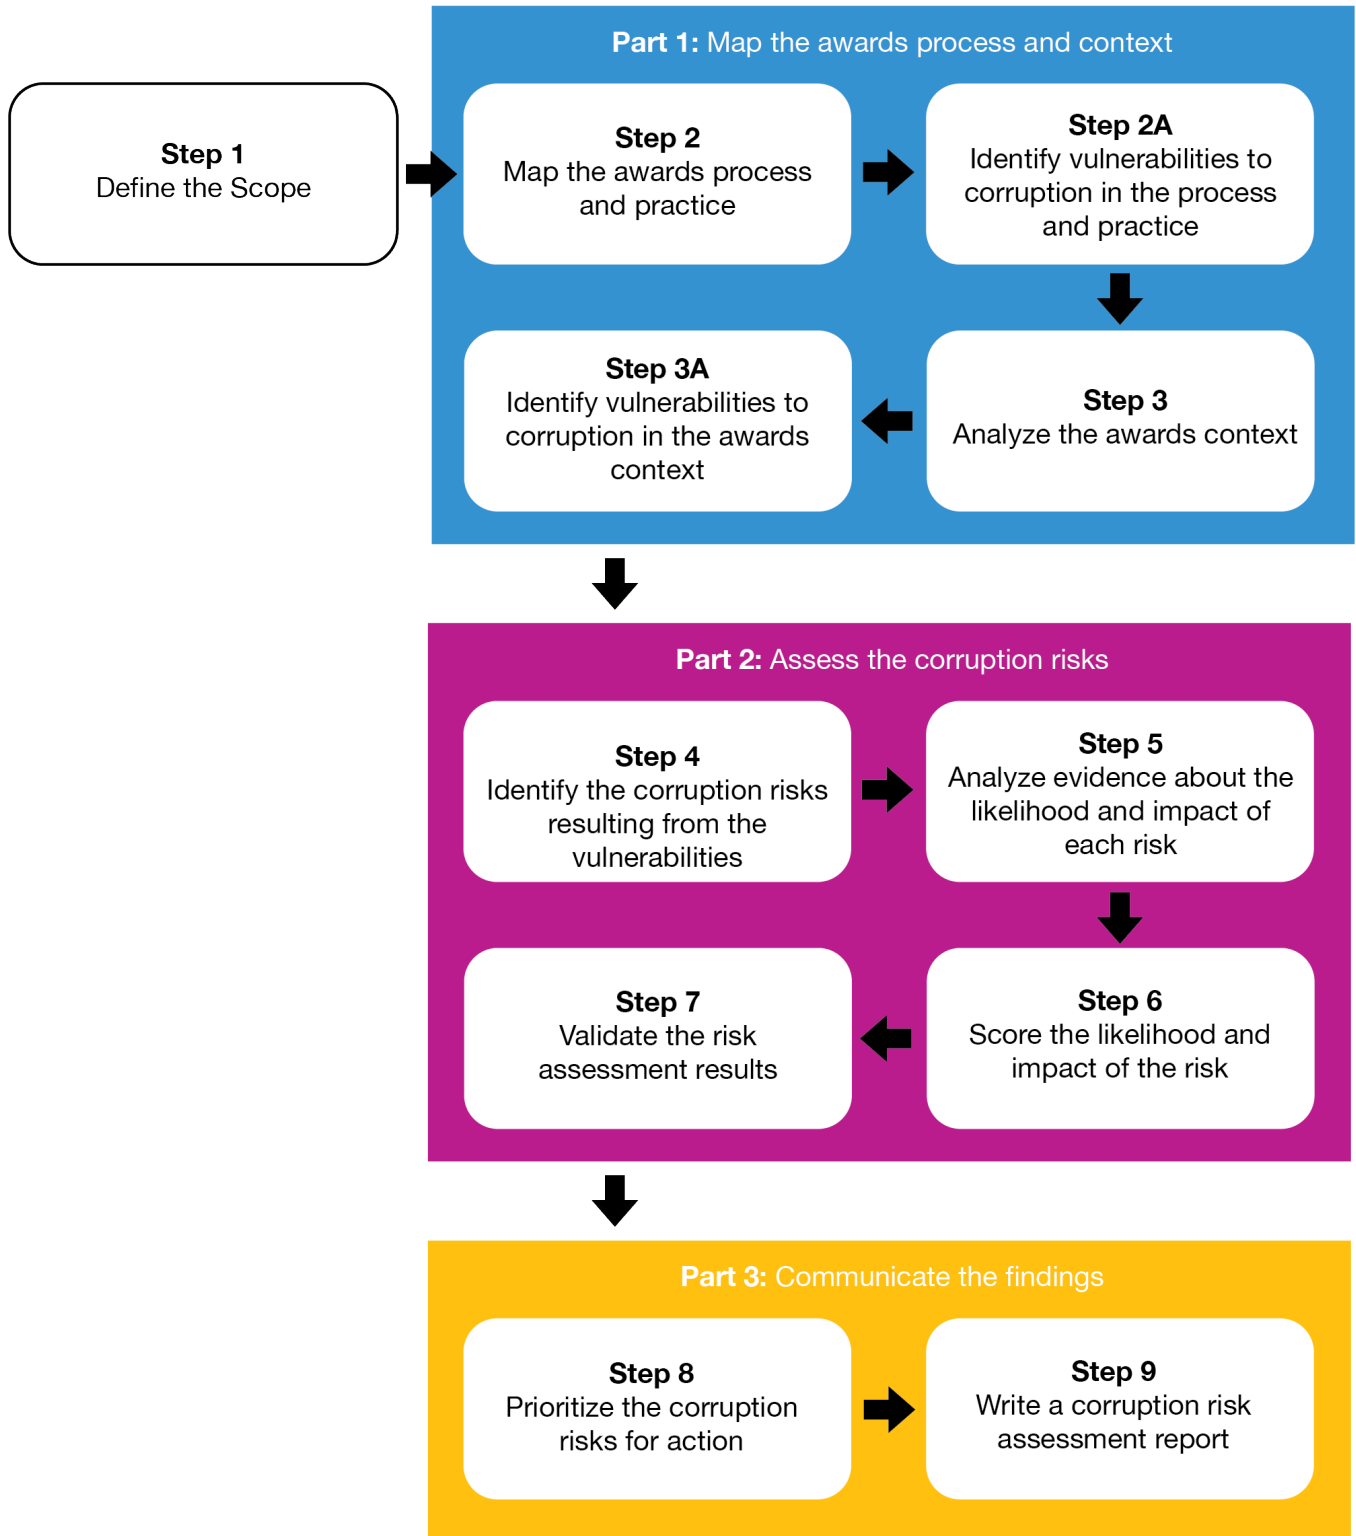 Part 1: Map the awards process and context
Step 1
Define the Scope
Step 2
Map the awards process
and practice
Step 2A
Identify vulnerabilities to
corruption in the process
and practice
Step 3
Analyze the awards context
Step 3A
Identify vulnerabilities to
corruption in the awards
context
Part 2: Assess the corruption risks
Step 4
Identify the corruption risks
resulting from the
vulnerabilities
Step 5
Analyze evidence about the
likelihood and impact of
each risk
Step 6
Score the likelihood and
impact of the risk
Step 7
Validate the risk
assessment results
Part 3: Communicate the findings
Step 8
Prioritize the corruption
risks for action
Step 9
Write a corruption risk
assessment report